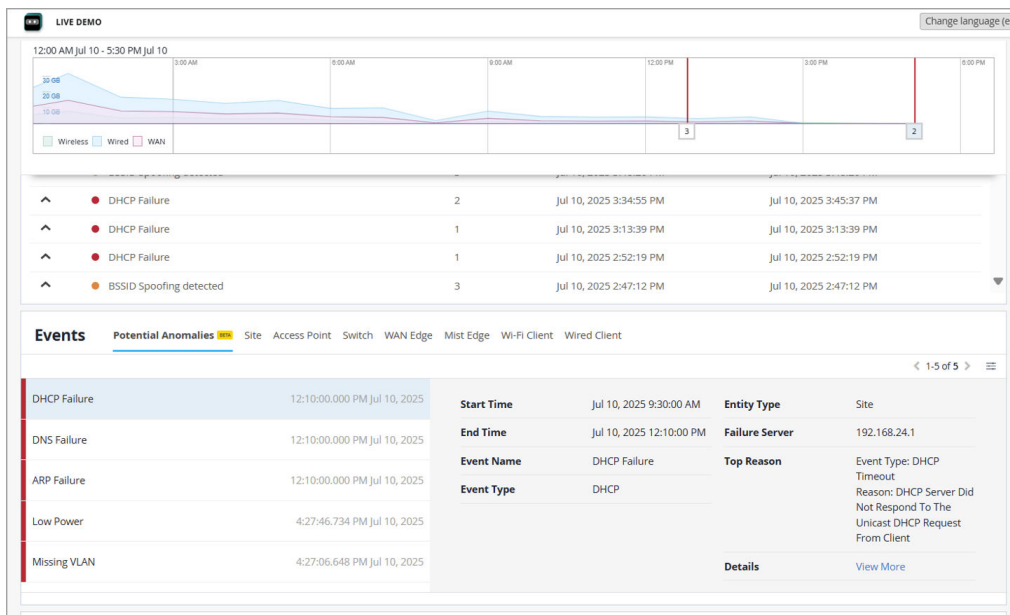 LIVE DEMO
Change language (e
12:00 AM Jul 10 - 5:30 PM Jul 10
3:00 AM 6:00 AM 9:00 AM 12:00 PM 3:00 PM 6:00 PM
30 GB
20 GB
10 GB
Wireless Wired WAN
3 2
DHCP Failure 2 Jul 10, 2025 3:34:55 PM Jul 10, 2025 3:45:37 PM
DHCP Failure 1 Jul 10, 2025 3:13:39 PM Jul 10, 2025 3:13:39 PM
DHCP Failure 1 Jul 10, 2025 2:52:19 PM Jul 10, 2025 2:52:19 PM
BSSID Spoofing detected 3 Jul 10, 2025 2:47:12 PM Jul 10, 2025 2:47:12 PM
Events Potential Anomalies BETA Site Access Point Switch WAN Edge Mist Edge Wi-Fi Client Wired Client
< 1-5 of 5 >
DHCP Failure 12:10:00.000 PM Jul 10, 2025
DNS Failure 12:10:00.000 PM Jul 10, 2025
ARP Failure 12:10:00.000 PM Jul 10, 2025
Low Power 4:27:46.734 PM Jul 10, 2025
Missing VLAN 4:27:06.648 PM Jul 10, 2025
Start Time Jul 10, 2025 9:30:00 AM
End Time Jul 10, 2025 12:10:00 PM
Event Name DHCP Failure
Event Type DHCP
Entity Type Site
Failure Server 192.168.24.1
Top Reason Event Type: DHCP
Timeout
Reason: DHCP Server Did
Not Respond To The
Unicast DHCP Request
From Client
Details View More